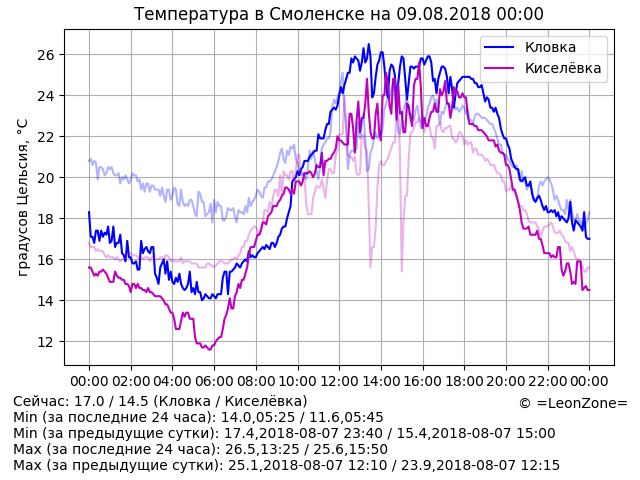 Температура в Смоленске на 09.08.2018 00:00
Кловка
Киселёвка
градусов Цельсия, °C
26
24
22
20
18
16
14
12
00:00 02:00 04:00 06:00 08:00 10:00 12:00 14:00 16:00 18:00 20:00 22:00 00:00
Сейчас: 17.0 / 14.5 (Кловка / Киселёвка)
© =LeonZone=
Min (за последние 24 часа): 14.0,05:25 / 11.6,05:45
Min (за предыдущие сутки): 17.4,2018-08-07 23:40 / 15.4,2018-08-07 15:00
Max (за последние 24 часа): 26.5,13:25 / 25.6,15:50
Max (за предыдущие сутки): 25.1,2018-08-07 12:10 / 23.9,2018-08-07 12:15